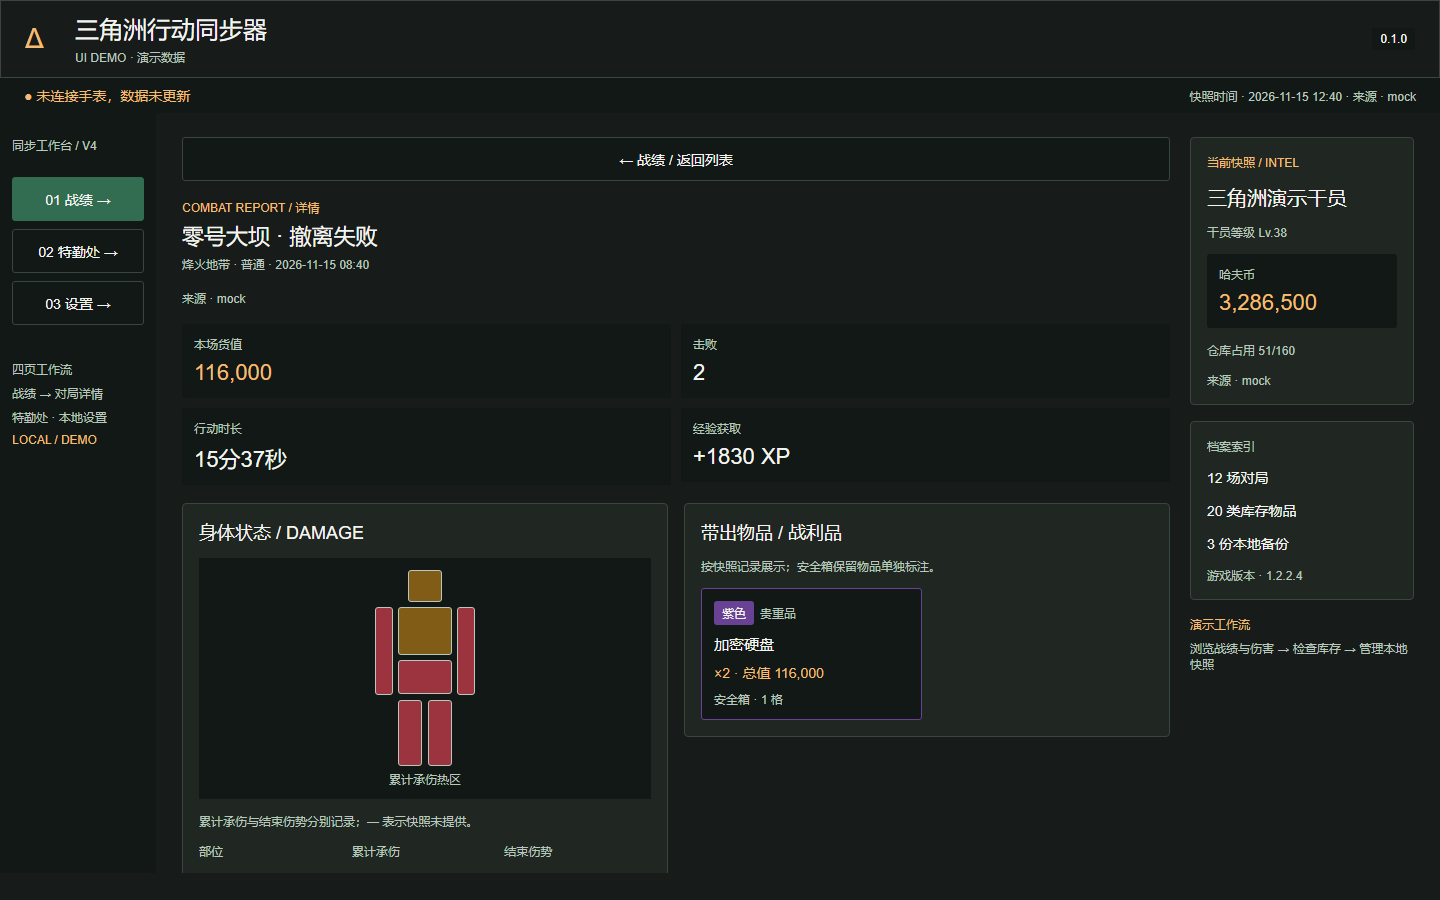 Δ
三角洲行动同步器
UI DEMO · 演示数据
0.1.0
● 未连接手表，数据未更新
快照时间 · 2026-11-15 12:40 · 来源 · mock
同步工作台 / V4
01 战绩 →
02 特勤处 →
03 设置 →
四页工作流
战绩 → 对局详情
特勤处 · 本地设置
LOCAL / DEMO
← 战绩 / 返回列表
COMBAT REPORT / 详情
零号大坝 · 撤离失败
烽火地带 · 普通 · 2026-11-15 08:40
来源 · mock
本场货值
116,000
击败
2
行动时长
15分37秒
经验获取
+1830 XP
身体状态 / DAMAGE
累计承伤热区
累计承伤与结束伤势分别记录；— 表示快照未提供。
部位 累计承伤 结束伤势
带出物品 / 战利品
按快照记录展示；安全箱保留物品单独标注。
紫色 贵重品
加密硬盘
×2 · 总值 116,000
安全箱 · 1 格
当前快照 / INTEL
三角洲演示干员
干员等级 Lv.38
哈夫币
3,286,500
仓库占用 51/160
来源 · mock
档案索引
12 场对局
20 类库存物品
3 份本地备份
游戏版本 · 1.2.2.4
演示工作流
浏览战绩与伤害 → 检查库存 → 管理本地
快照